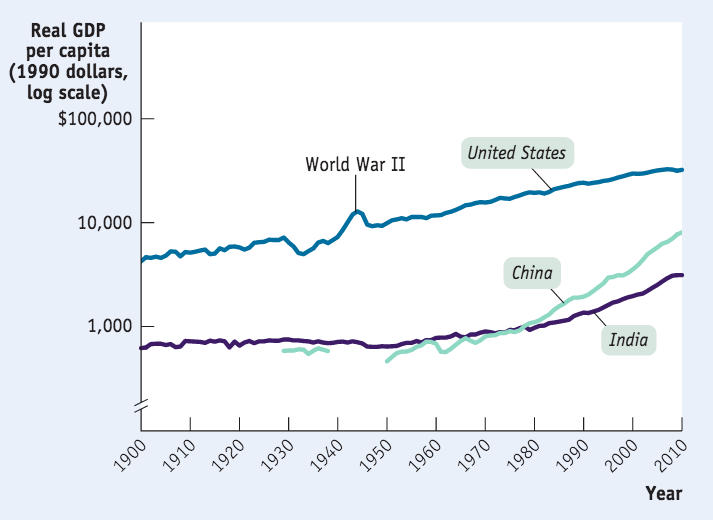 Real GDP
per capita
(1990 dollars,
log scale)
$100,000
10,000
1,000
World War II
United States
China
India
1900
1910
1920
1930
1940
1950
1960
1970
1980
1990
2000
2010
Year